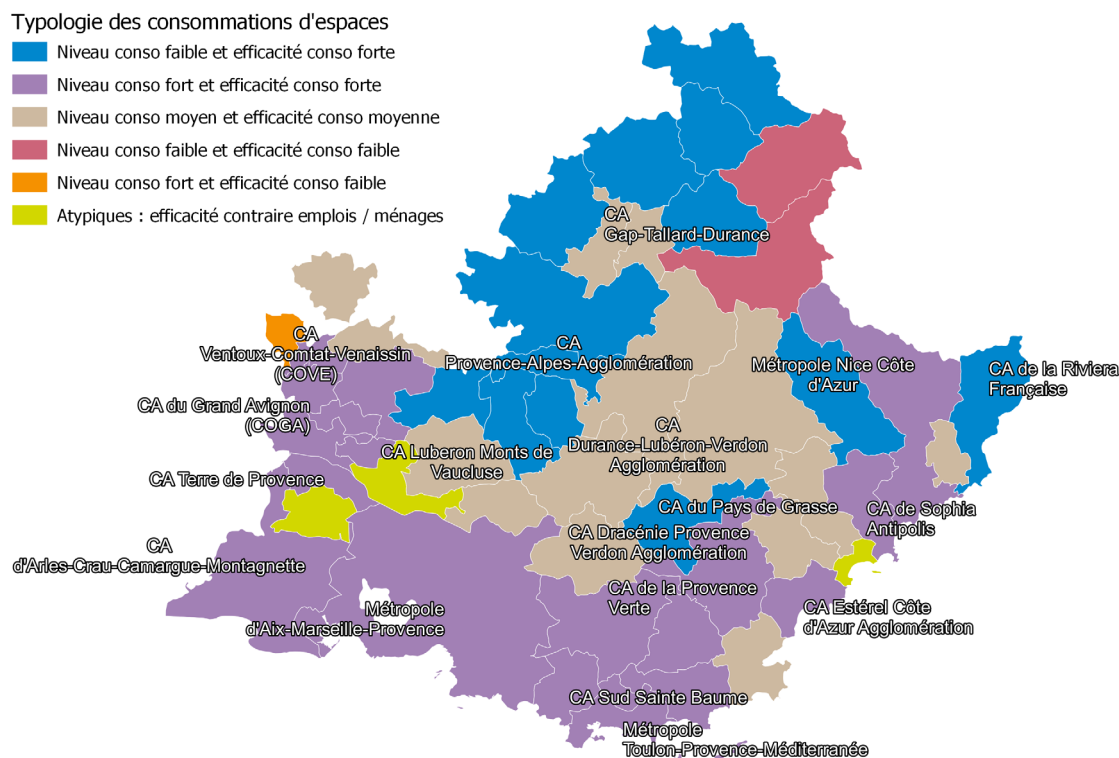 Typologie des consommations d'espaces
Niveau conso faible et efficacité conso forte
Niveau conso fort et efficacité conso forte
Niveau conso moyen et efficacité conso moyenne
Niveau conso faible et efficacité conso faible
Niveau conso fort et efficacité conso faible
Atypiques : efficacité contraire emplois / ménages
CA
Gap-Tallard-Durance
CA
Ventoux-Comtat-Venaissin
(COVE)
CA
Provence-Alpes-Agglomération
Métropole Nice Côte
d'Azur
CA de la Riviera
Française
CA du Grand Avignon
(COGA)
CA
Durance-Lubéron-Verdon
Agglomération
CA Luberon Monts de
Vaucluse
CA Terre de Provence
CA du Pays de Grasse
CA de Sophia
Antipolis
CA Dracénie Provence
Verdon Agglomération
CA
d'Arles-Crau-Camargue-Montagnette
CA de la Provence
Verte
Métropole
d'Aix-Marseille-Provence
CA Estérel Côte
d'Azur Agglomération
CA Sud Sainte Baume
Métropole
Toulon-Provence-Méditerranée